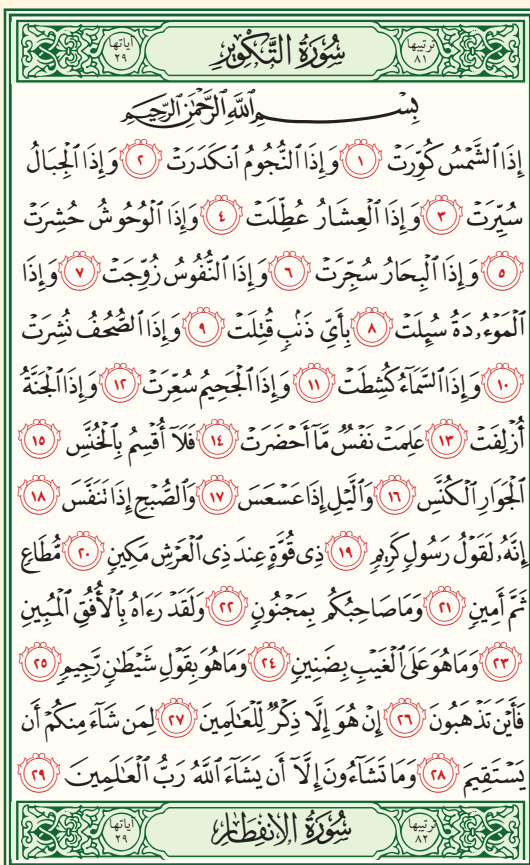 ترتيبها ٨١ سُورَةُ التَّكْوِيرِ آياتها ٢٩
بِسْمِ ٱللَّهِ ٱلرَّحْمَٰنِ ٱلرَّحِيمِ
إِذَا ٱلشَّمْسُ كُوِّرَتْ ١ وَإِذَا ٱلنُّجُومُ ٱنكَدَرَتْ ٢ وَإِذَا ٱلْجِبَالُ
سُيِّرَتْ ٣ وَإِذَا ٱلْعِشَارُ عُطِّلَتْ ٤ وَإِذَا ٱلْوُحُوشُ حُشِرَتْ
٥ وَإِذَا ٱلْبِحَارُ سُجِّرَتْ ٦ وَإِذَا ٱلنُّفُوسُ زُوِّجَتْ ٧ وَإِذَا
ٱلْمَوْءُۥدَةُ سُئِلَتْ ٨ بِأَيِّ ذَنۢبٍ قُتِلَتْ ٩ وَإِذَا ٱلصُّحُفُ نُشِرَتْ
١٠ وَإِذَا ٱلسَّمَآءُ كُشِطَتْ ١١ وَإِذَا ٱلْجَحِيمُ سُعِّرَتْ ١٢ وَإِذَا ٱلْجَنَّةُ
أُزْلِفَتْ ١٣ عَلِمَتْ نَفْسٌ مَّآ أَحْضَرَتْ ١٤ فَلَآ أُقْسِمُ بِٱلْخُنَّسِ ١٥
ٱلْجَوَارِ ٱلْكُنَّسِ ١٦ وَٱلَّيْلِ إِذَا عَسْعَسَ ١٧ وَٱلصُّبْحِ إِذَا تَنَفَّسَ ١٨
إِنَّهُۥ لَقَوْلُ رَسُولٍ كَرِيمٍ ١٩ ذِي قُوَّةٍ عِندَ ذِي ٱلْعَرْشِ مَكِينٍ ٢٠ مُّطَاعٍ
ثَمَّ أَمِينٍ ٢١ وَمَا صَاحِبُكُم بِمَجْنُونٍ ٢٢ وَلَقَدْ رَءَاهُ بِٱلْأُفُقِ ٱلْمُبِينِ
٢٣ وَمَا هُوَ عَلَى ٱلْغَيْبِ بِضَنِينٍ ٢٤ وَمَا هُوَ بِقَوْلِ شَيْطَٰنٍ رَّجِيمٍ ٢٥
فَأَيْنَ تَذْهَبُونَ ٢٦ إِنْ هُوَ إِلَّا ذِكْرٌ لِّلْعَٰلَمِينَ ٢٧ لِمَن شَآءَ مِنكُمْ أَن
يَسْتَقِيمَ ٢٨ وَمَا تَشَآءُونَ إِلَّآ أَن يَشَآءَ ٱللَّهُ رَبُّ ٱلْعَٰلَمِينَ ٢٩
ترتيبها ٨٢ سُورَةُ الِانفِطَارِ آياتها ٢٩